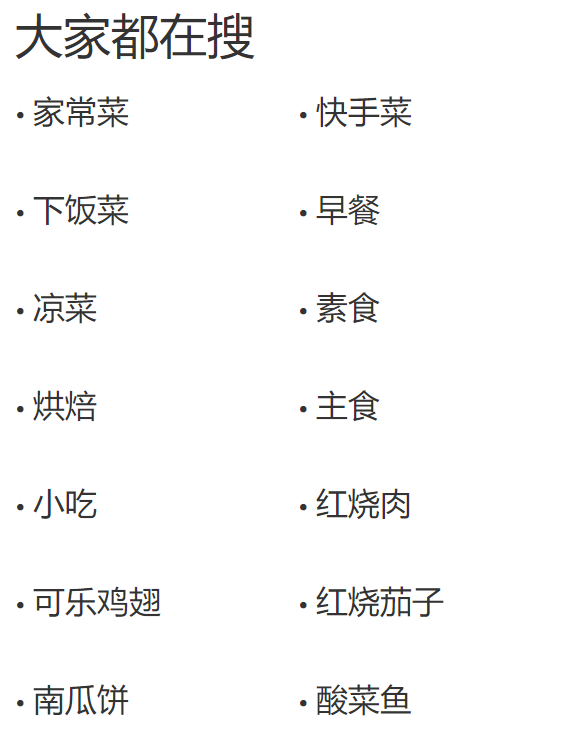 大家都在搜
• 家常菜 • 快手菜
• 下饭菜 • 早餐
• 凉菜 • 素食
• 烘焙 • 主食
• 小吃 • 红烧肉
• 可乐鸡翅 • 红烧茄子
• 南瓜饼 • 酸菜鱼